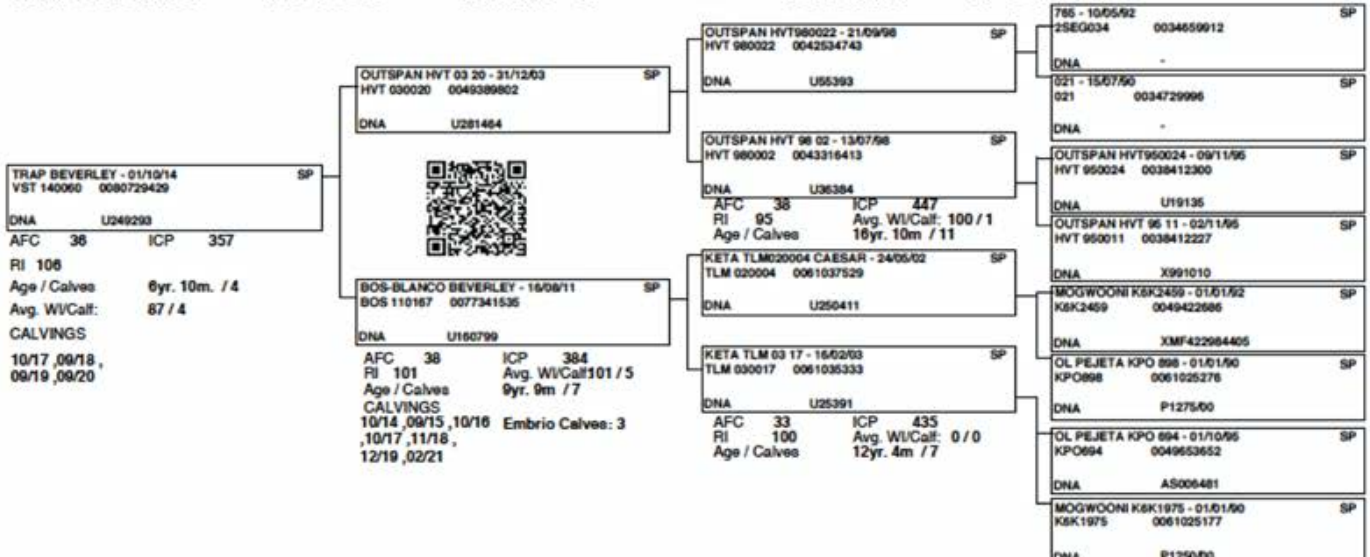 TRAP BEVERLEY - 01/10/14 SP
VST 140060 0080729429
DNA U249293
AFC 36 ICP 357
RI 106
Age / Calves 6yr. 10m. / 4
Avg. WI/Calf: 87 / 4
CALVINGS
10/17 ,09/18 ,
09/19 ,09/20
OUTSPAN HVT 03 20 - 31/12/03 SP
HVT 030020 0049389802
DNA U281464
BOS-BLANCO BEVERLEY - 16/08/11 SP
BOS 110167 0077341535
DNA U160799
AFC 38 ICP 384
RI 101 Avg. WI/Calf:101 / 5
Age / Calves 9yr. 9m / 7
CALVINGS
10/14 ,09/15 ,10/16 Embrio Calves: 3
,10/17 ,11/18 ,
12/19 ,02/21
OUTSPAN HVT980022 - 21/09/98 SP
HVT 980022 0042534743
DNA U55393
OUTSPAN HVT 98 02 - 13/07/98 SP
HVT 980002 0043316413
DNA U36384
AFC 38 ICP 447
RI 95 Avg. WI/Calf: 100 / 1
Age / Calves 16yr. 10m / 11
KETA TLM020004 CAESAR - 24/05/02 SP
TLM 020004 0061037529
DNA U250411
KETA TLM 03 17 - 16/02/03 SP
TLM 030017 0061035333
DNA U25391
AFC 33 ICP 435
RI 100 Avg. WI/Calf: 0 / 0
Age / Calves 12yr. 4m / 7
765 - 10/05/92 SP
2SEG034 0034659912
DNA -
021 - 15/07/90 SP
021 0034729996
DNA -
OUTSPAN HVT950024 - 09/11/95 SP
HVT 950024 0038412300
DNA U19135
OUTSPAN HVT 95 11 - 02/11/95 SP
HVT 950011 0038412227
DNA X991010
MOGWOONI K6K2459 - 01/01/92 SP
K6K2459 0049422686
DNA XMF422984405
OL PEJETA KPO 898 - 01/01/90 SP
KPO898 0061025276
DNA P1275/00
OL PEJETA KPO 694 - 01/10/95 SP
KPO694 0049653652
DNA AS006481
MOGWOONI K6K1975 - 01/01/90 SP
K6K1975 0061025177
DNA P1250/00